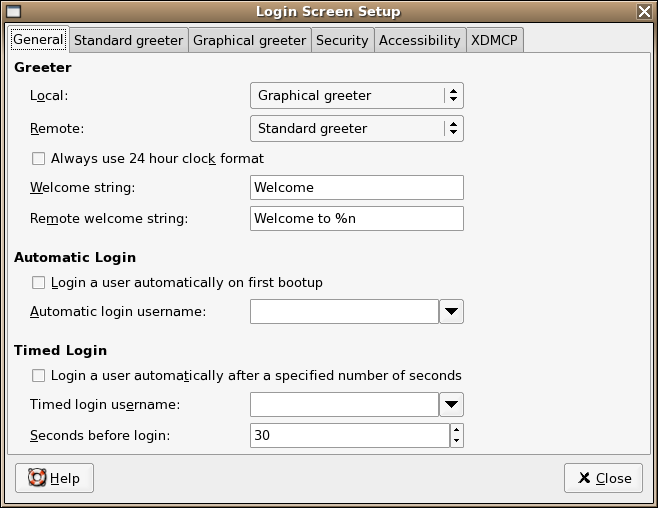 Login Screen Setup
General Standard greeter Graphical greeter Security Accessibility XDMCP
Greeter
Local: Graphical greeter
Remote: Standard greeter
Always use 24 hour clock format
Welcome string: Welcome
Remote welcome string: Welcome to %n
Automatic Login
Login a user automatically on first bootup
Automatic login username:
Timed Login
Login a user automatically after a specified number of seconds
Timed login username:
Seconds before login: 30
Help Close